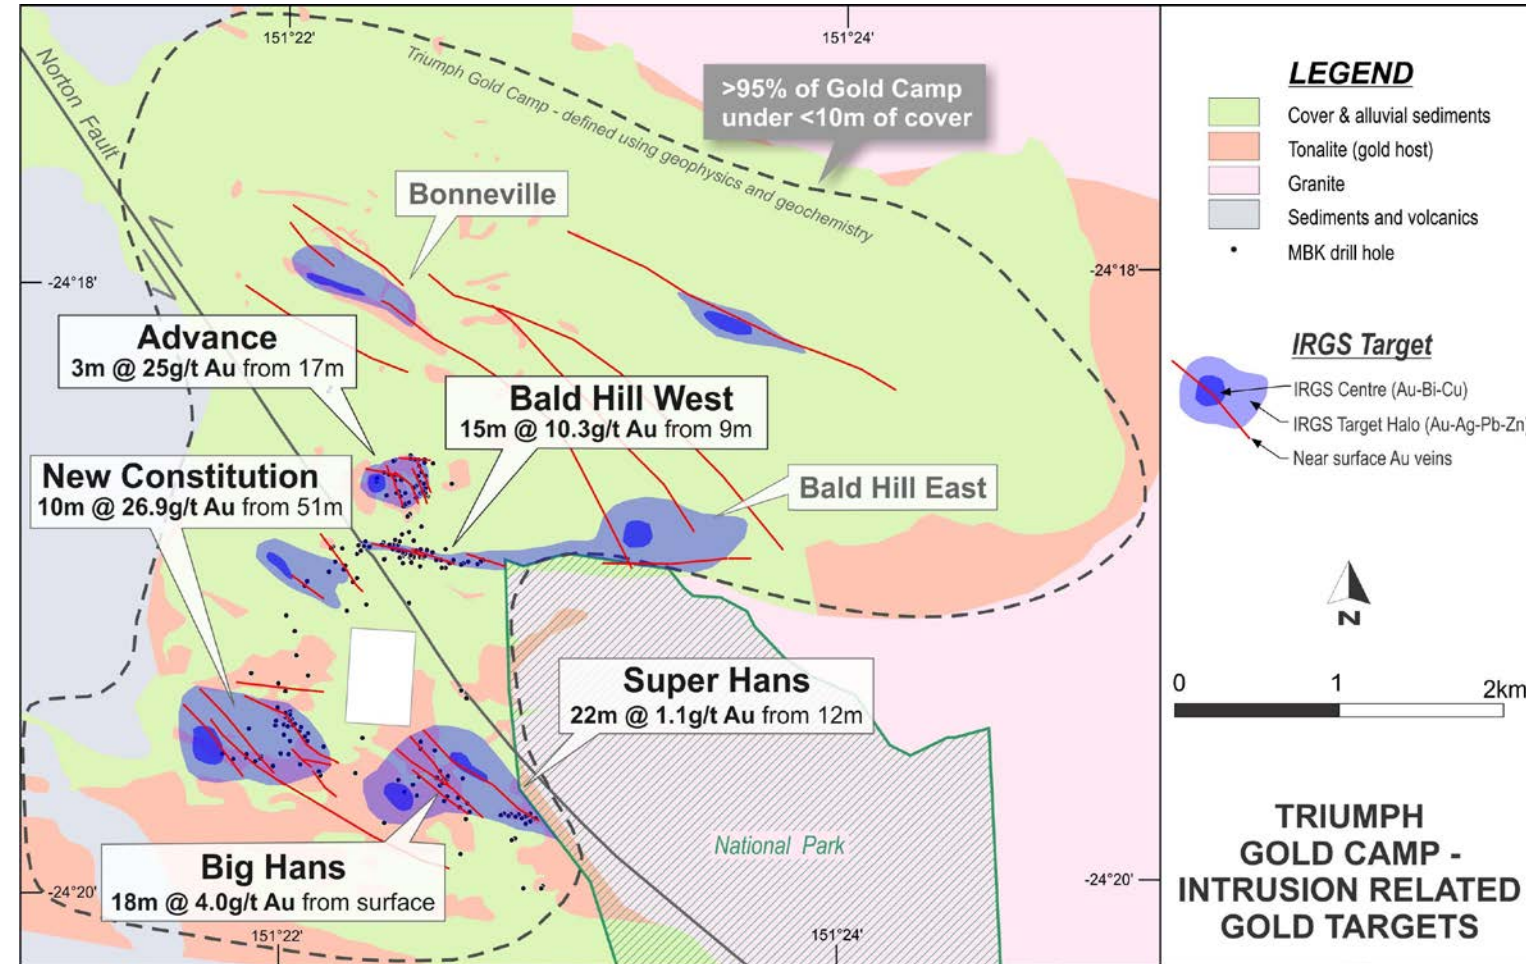 151°22'
151°24'
Norton Fault
Triumph Gold Camp - defined using geophysics and geochemistry
>95% of Gold Camp
under <10m of cover
Bonneville
-24°18'
-24°18'
Advance
3m @ 25g/t Au from 17m
Bald Hill West
15m @ 10.3g/t Au from 9m
New Constitution
10m @ 26.9g/t Au from 51m
Bald Hill East
Super Hans
22m @ 1.1g/t Au from 12m
National Park
Big Hans
18m @ 4.0g/t Au from surface
-24°20'
-24°20'
151°22'
151°24'
LEGEND
Cover & alluvial sediments
Tonalite (gold host)
Granite
Sediments and volcanics
MBK drill hole
IRGS Target
IRGS Centre (Au-Bi-Cu)
IRGS Target Halo (Au-Ag-Pb-Zn)
Near surface Au veins
N
0 1 2km
TRIUMPH
GOLD CAMP -
INTRUSION RELATED
GOLD TARGETS